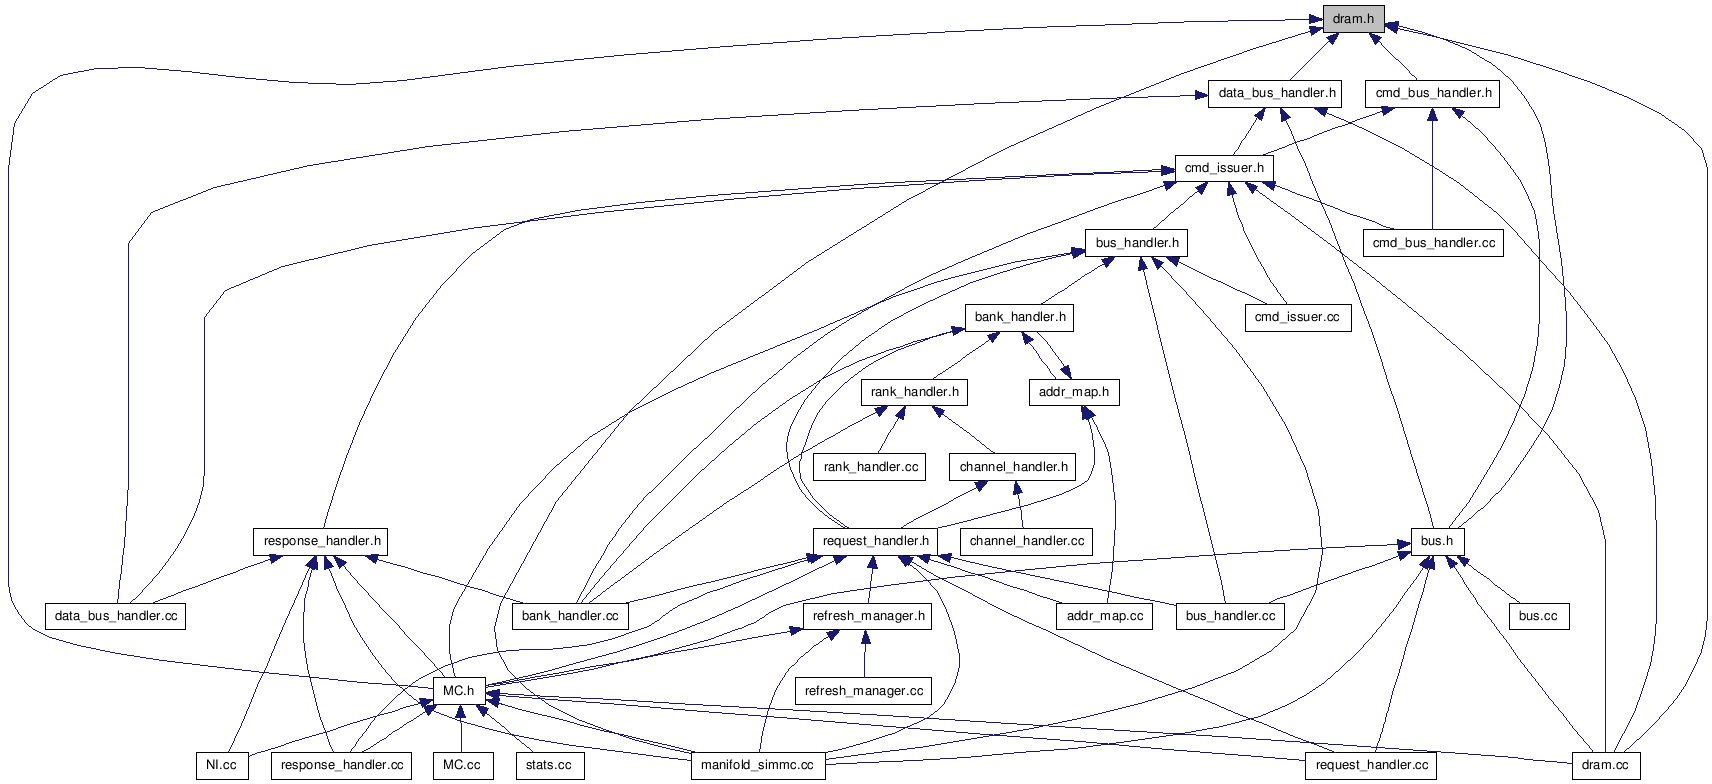 dram.h
data_bus_handler.h
cmd_bus_handler.h
cmd_issuer.h
bus_handler.h
cmd_bus_handler.cc
bank_handler.h
cmd_issuer.cc
rank_handler.h
addr_map.h
rank_handler.cc
channel_handler.h
response_handler.h
request_handler.h
channel_handler.cc
bus.h
data_bus_handler.cc
bank_handler.cc
refresh_manager.h
addr_map.cc
bus_handler.cc
bus.cc
MC.h
refresh_manager.cc
NI.cc
response_handler.cc
MC.cc
stats.cc
manifold_simmc.cc
request_handler.cc
dram.cc